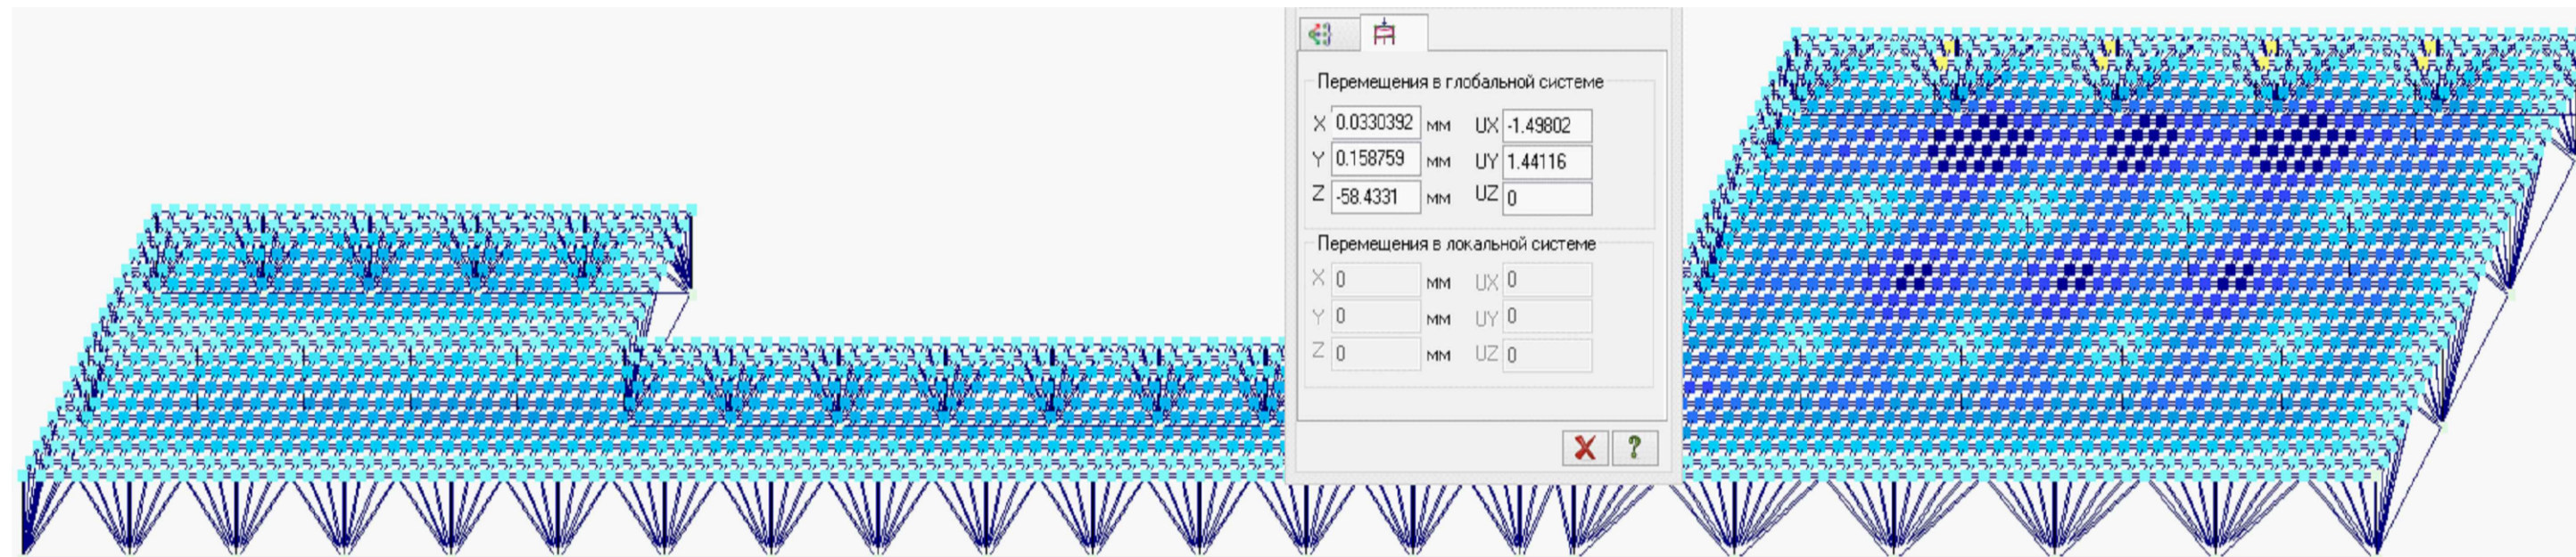 Перемещения в глобальной системе
X 0.0330392 мм UX -1.49802
Y 0.158759 мм UY 1.44116
Z -58.4331 мм UZ 0
Перемещения в локальной системе
X 0 мм UX 0
Y 0 мм UY 0
Z 0 мм UZ 0
?